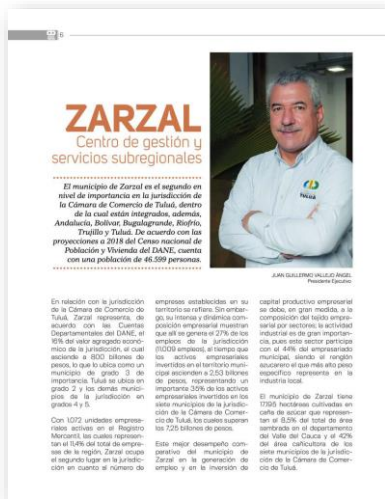 6
ZARZAL
Centro de gestión y
servicios subregionales
El municipio de Zarzal es el segundo en
nivel de importancia en la jurisdicción de
la Cámara de Comercio de Tuluá, dentro
de la cual están integrados, además,
Andalucía, Bolívar, Bugalagrande, Riofrío,
Trujillo y Tuluá. De acuerdo con las
proyecciones a 2018 del Censo nacional de
Población y Vivienda del DANE, cuenta
con una población de 46.599 personas.
TULUÁ
JUAN GUILLERMO VALLEJO ÁNGEL
Presidente Ejecutivo
En relación con la jurisdicción
de la Cámara de Comercio de
Tuluá, Zarzal representa, de
acuerdo con las Cuentas
Departamentales del DANE, el
16% del valor agregado econó-
mico de la jurisdicción, el cual
asciende a 800 billones de
pesos, lo que lo ubica como un
municipio de grado 3 de
importancia. Tuluá se ubica en
grado 2 y los demás munici-
pios de la jurisdicción en
grados 4 y 5.
Con 1.072 unidades empresa-
riales activas en el Registro
Mercantil, las cuales represen-
tan el 11,4% del total de empre-
sas de la región, Zarzal ocupa
el segundo lugar en la jurisdic-
ción en cuanto al número de
empresas establecidas en su
territorio se refiere. Sin embar-
go, su intensa y dinámica com-
posición empresarial muestran
que allí se genera el 27% de los
empleos de la jurisdicción
(11.009 empleos), al tiempo que
los activos empresariales
invertidos en el territorio muni-
cipal ascienden a 2,53 billones
de pesos, representando un
importante 35% de los activos
empresariales invertidos en los
siete municipios de la jurisdic-
ción de la Cámara de Comer-
cio de Tuluá, los cuales superan
los 7,25 billones de pesos.
Este mejor desempeño com-
parativo del municipio de
Zarzal en la generación de
empleo y en la inversión de
capital productivo empresarial
se debe, en gran medida, a la
composición del tejido empre-
sarial por sectores; la actividad
industrial es de gran importan-
cia, pues este sector participa
con el 44% del empresariado
municipal, siendo el renglón
azucarero el que más alto peso
específico representa en la
industria local.
El municipio de Zarzal tiene
17.195 hectáreas cultivadas en
caña de azúcar que represen-
tan el 8,5% del total de área
sembrada en el departamento
del Valle del Cauca y el 42%
del área cañicultora de los
siete municipios de la jurisdic-
ción de la Cámara de Comer-
cio de Tuluá.